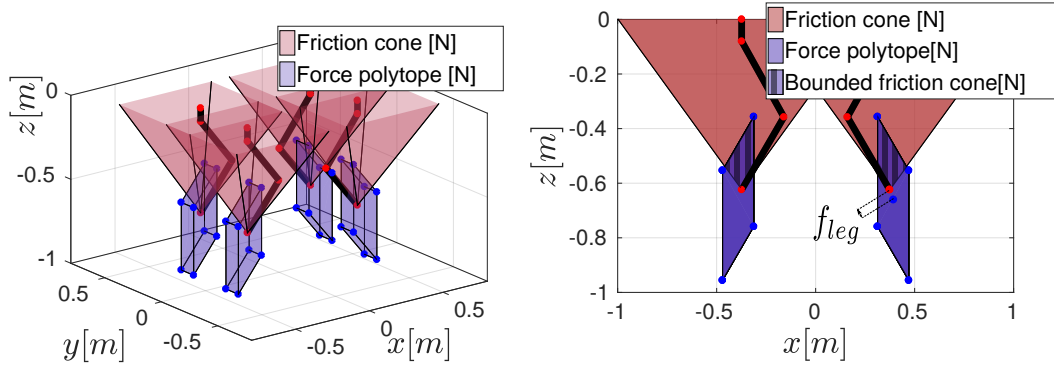 Friction cone [N]
Force polytope [N]
z[m]
0
-0.5
-1
0.5
0
-0.5
y[m]
-0.5
0
0.5
x[m]
Friction cone [N]
Force polytope[N]
Bounded friction cone[N]
z[m]
0
-0.2
-0.4
-0.6
-0.8
-1
f_{leg}
-1
-0.5
0
0.5
1
x[m]